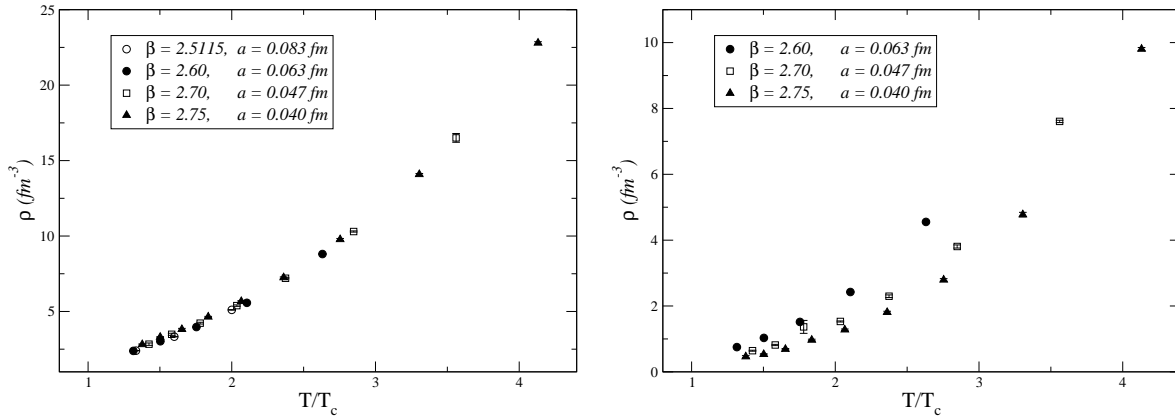 25
20
15
10
5
ρ (fm⁻³)
β = 2.5115, a = 0.083 fm
β = 2.60, a = 0.063 fm
β = 2.70, a = 0.047 fm
β = 2.75, a = 0.040 fm
1 2 3 4
T/T_c
10
8
6
4
2
0
ρ (fm⁻³)
β = 2.60, a = 0.063 fm
β = 2.70, a = 0.047 fm
β = 2.75, a = 0.040 fm
1 2 3 4
T/T_c